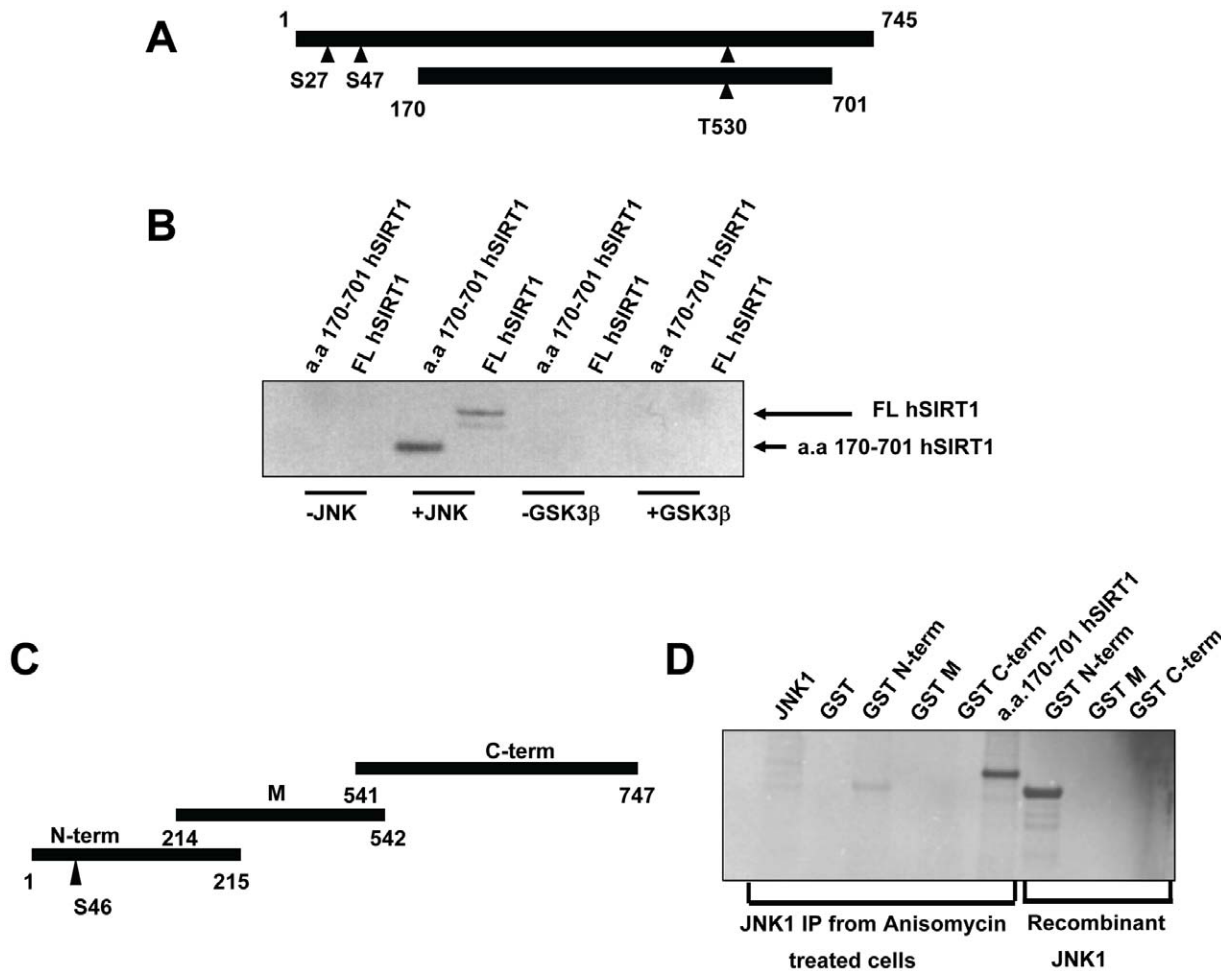 A
1
745
S27
S47
170
701
T530
B
a.a 170-701 hSIRT1
FL hSIRT1
a.a 170-701 hSIRT1
FL hSIRT1
a.a 170-701 hSIRT1
FL hSIRT1
a.a 170-701 hSIRT1
FL hSIRT1
FL hSIRT1
a.a 170-701 hSIRT1
-JNK
+JNK
-GSK3β
+GSK3β
C
C-term
541
747
M
214
542
N-term
1
215
S46
D
JNK1
GST
GST N-term
GST M
GST C-term
a.a.170-701 hSIRT1
GST N-term
GST M
GST C-term
JNK1 IP from Anisomycin
treated cells
Recombinant
JNK1